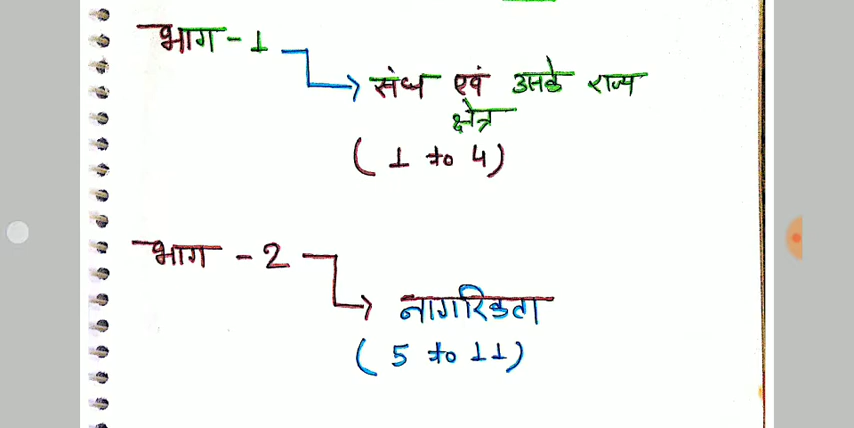 भाग - 1
संघ एवं उसके राज्य
क्षेत्र
( 1 to 4 )
भाग - 2
नागरिकता
( 5 to 11 )